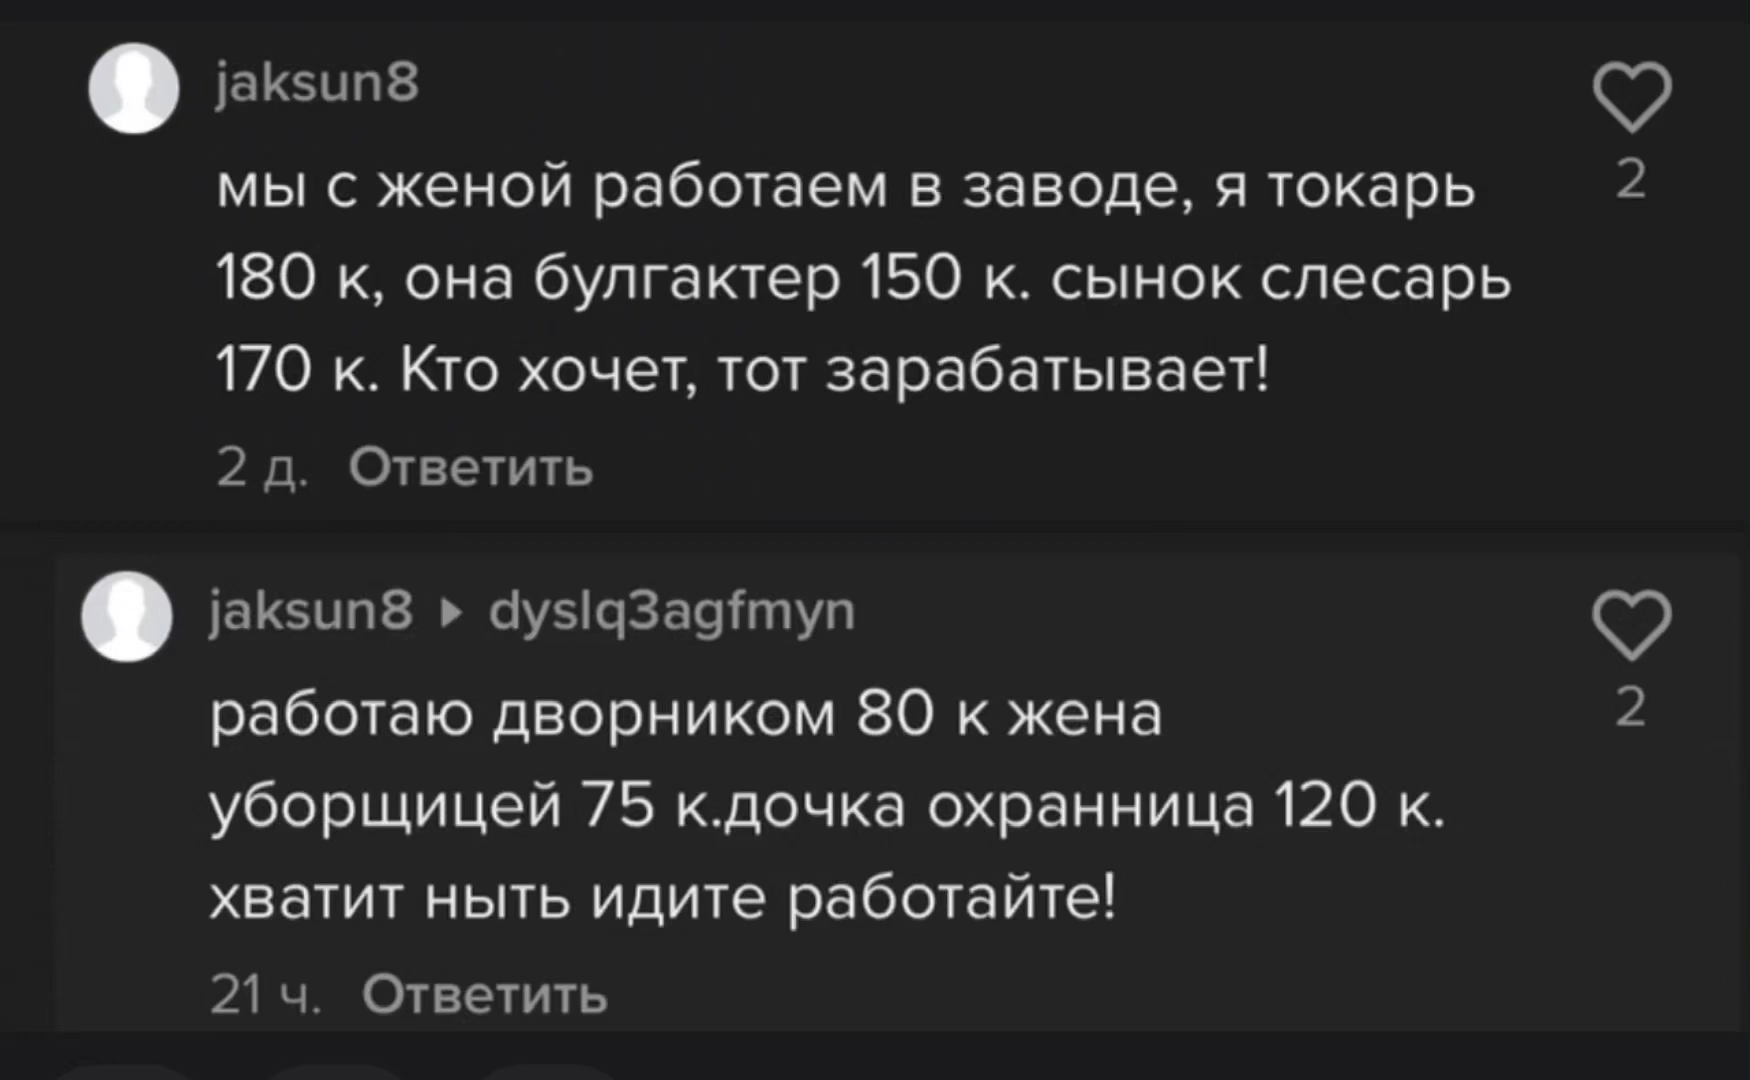 jaksun8
мы с женой работаем в заводе, я токарь
2
180 к, она булгактер 150 к. сынок слесарь
170 к. Кто хочет, тот зарабатывает!
2 д. Ответить
jaksun8 ▸ dyslq3agfmyn
работаю дворником 80 к жена
2
уборщицей 75 к.дочка охранница 120 к.
хватит ныть идите работайте!
21 ч. Ответить